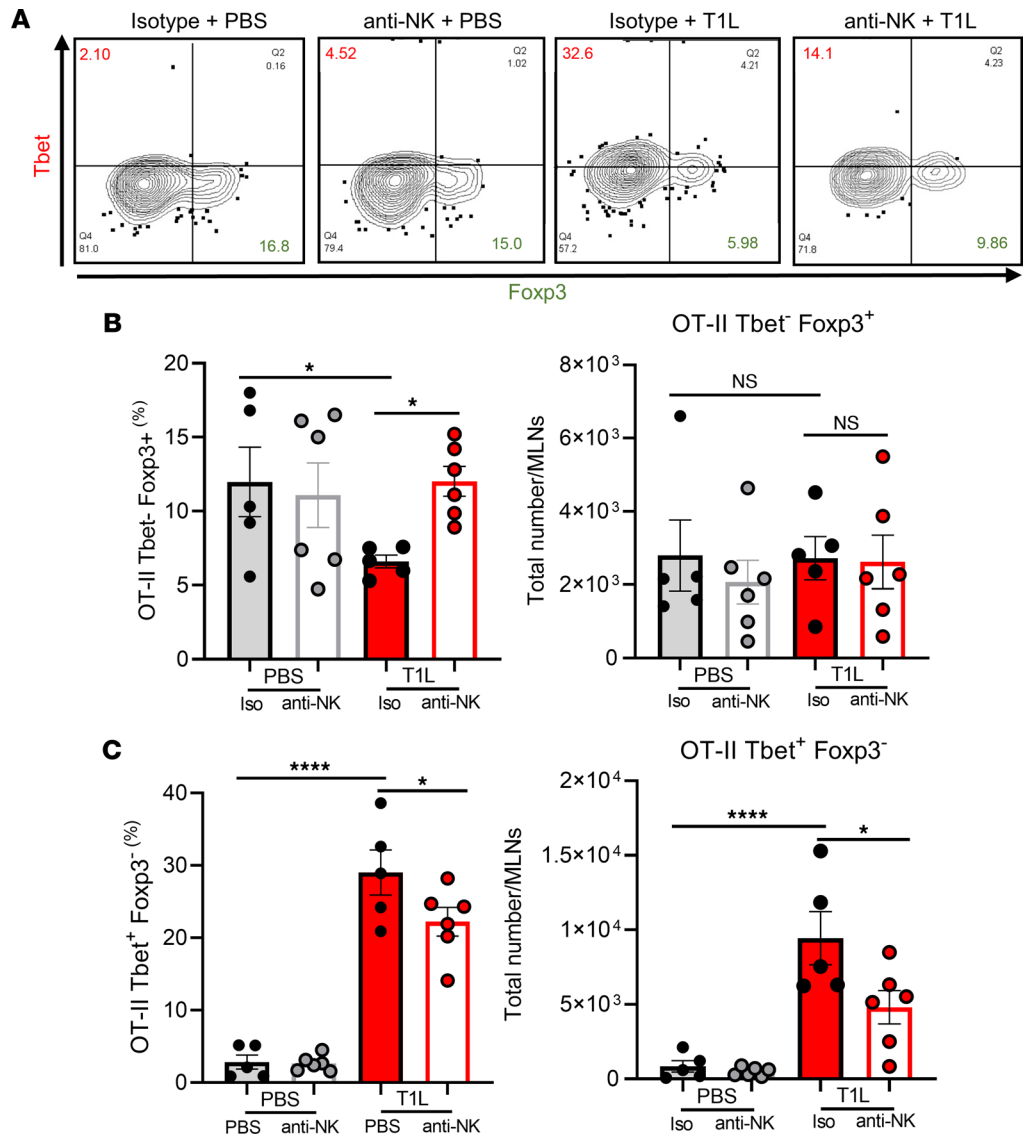 A
Isotype + PBS
anti-NK + PBS
Isotype + T1L
anti-NK + T1L
Tbet
2.10
Q2
0.16
Q4
81.0
16.8
4.52
Q2
1.02
Q4
79.4
15.0
32.6
Q2
4.21
Q4
57.2
5.98
14.1
Q2
4.23
Q4
71.8
9.86
Foxp3
B
OT-II Tbet- Foxp3+ (%)
20
15
10
5
0
*
*
PBS
T1L
Iso
anti-NK
Iso
anti-NK
OT-II Tbet⁻ Foxp3⁺
Total number/MLNs
8×10³
6×10³
4×10³
2×10³
0
NS
NS
PBS
T1L
Iso
anti-NK
Iso
anti-NK
C
OT-II Tbet⁺ Foxp3⁻ (%)
40
30
20
10
0
****
*
PBS
T1L
PBS
anti-NK
PBS
anti-NK
OT-II Tbet⁺ Foxp3⁻
Total number/MLNs
2×10⁴
1.5×10⁴
1×10⁴
5×10³
0
****
*
PBS
T1L
Iso
anti-NK
Iso
anti-NK